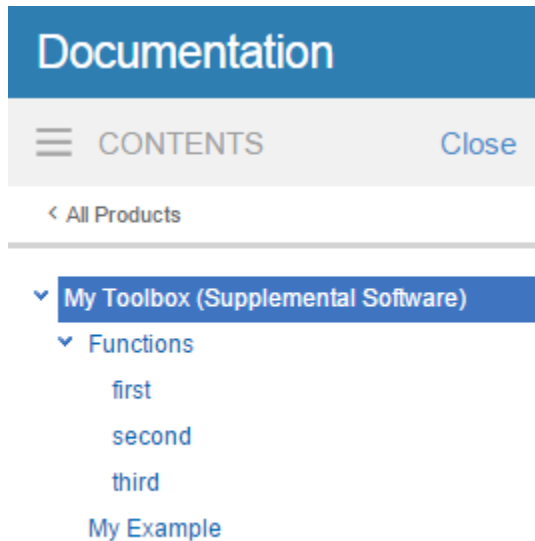 Documentation
CONTENTS Close
< All Products
My Toolbox (Supplemental Software)
Functions
first
second
third
My Example